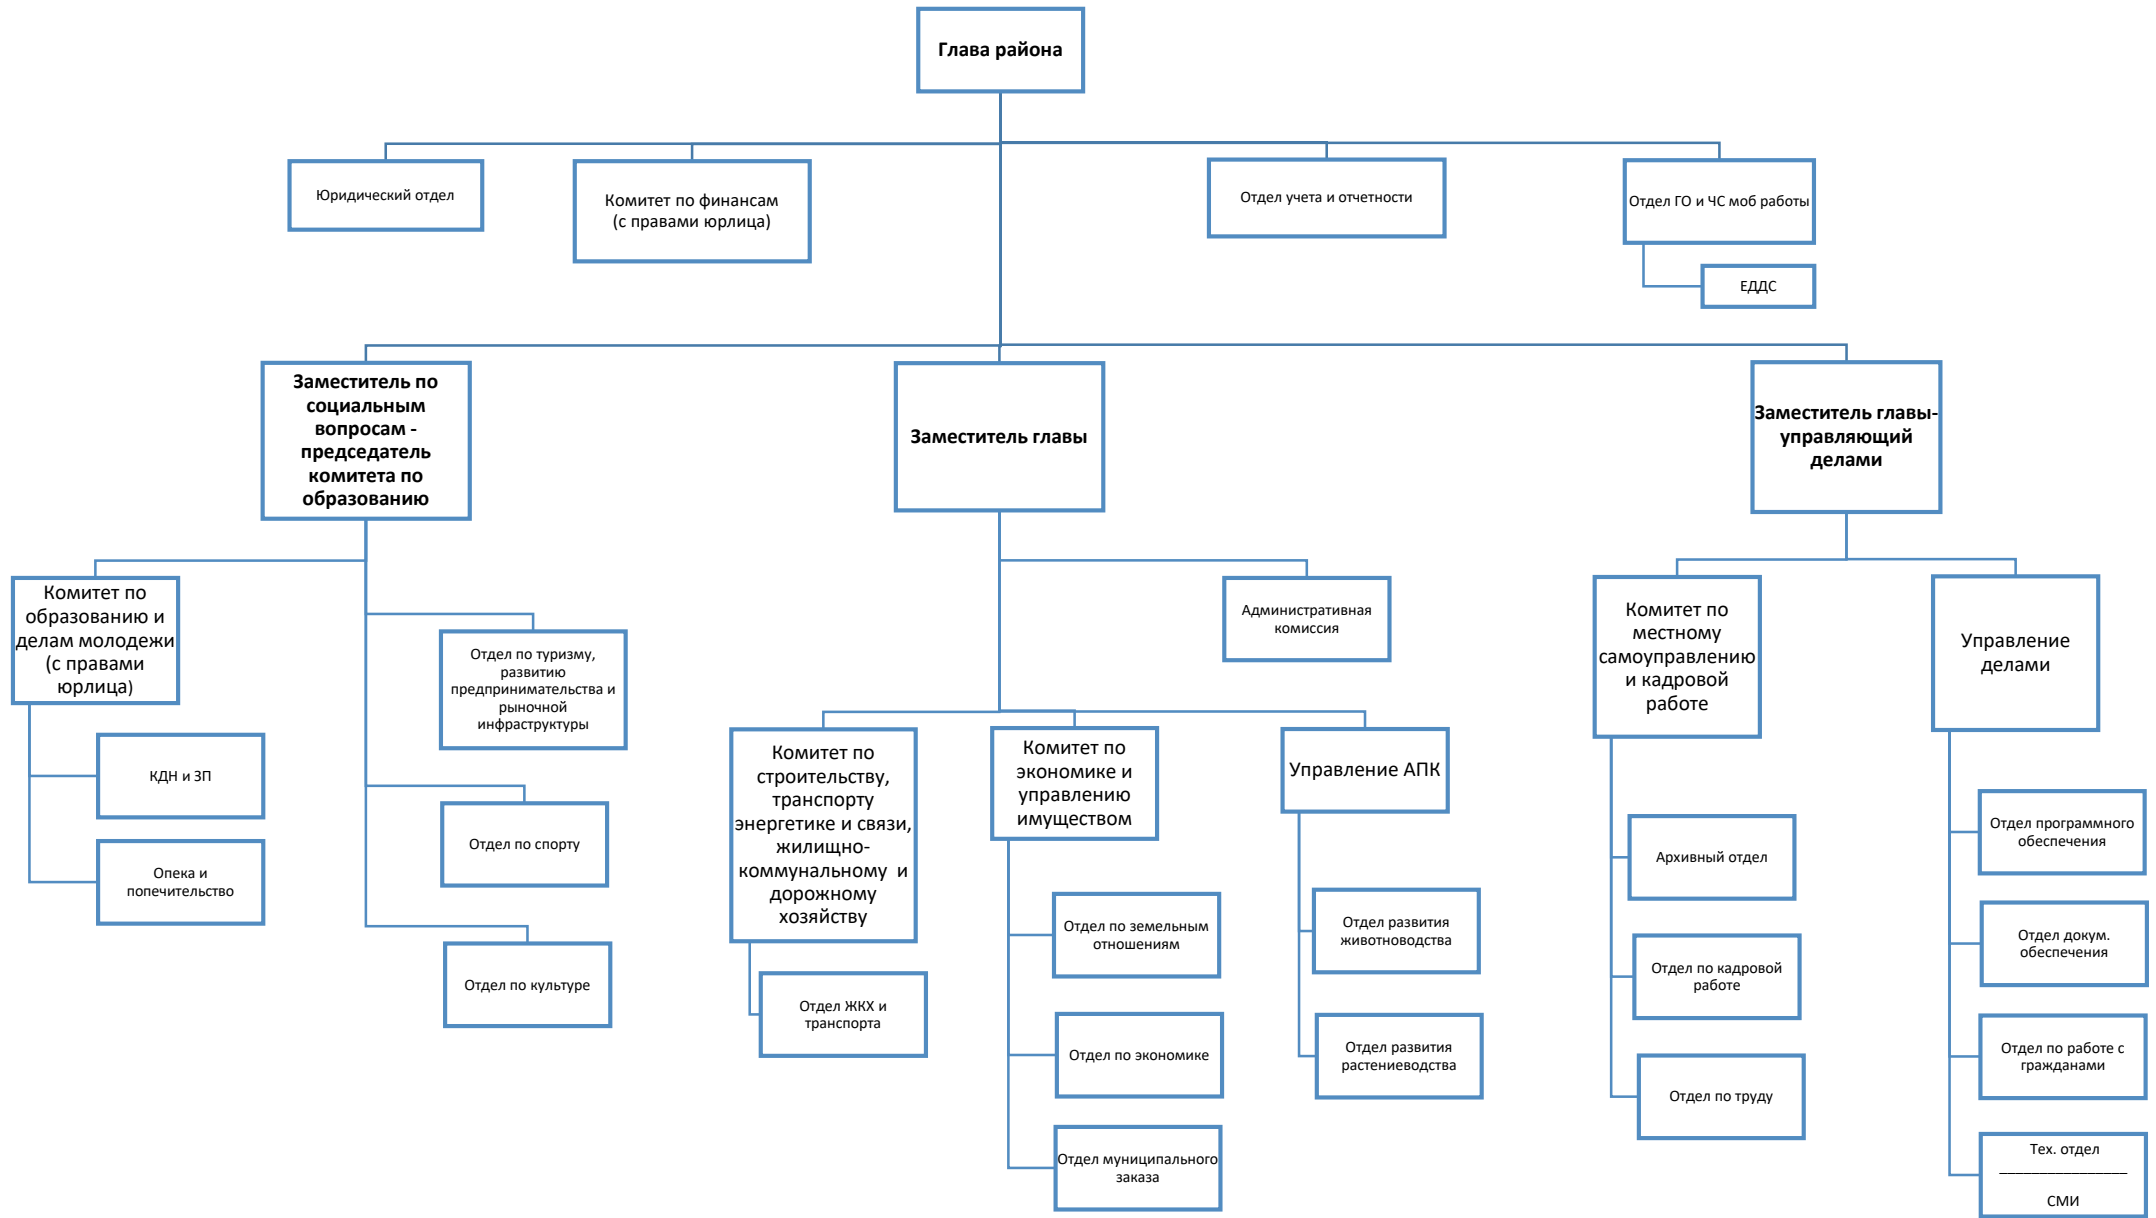 Глава района
Юридический отдел
Комитет по финансам
(с правами юрлица)
Отдел учета и отчетности
Отдел ГО и ЧС моб работы
ЕДДС
Заместитель по
социальным
вопросам -
председатель
комитета по
образованию
Заместитель главы
Заместитель главы-
управляющий
делами
Комитет по
образованию и
делам молодежи
(с правами
юрлица)
КДН и ЗП
Опека и
попечительство
Отдел по туризму,
развитию
предпринимательства и
рыночной
инфраструктуры
Отдел по спорту
Отдел по культуре
Административная
комиссия
Комитет по
строительству,
транспорту
энергетике и связи,
жилищно-
коммунальному и
дорожному
хозяйству
Отдел ЖКХ и
транспорта
Комитет по
экономике и
управлению
имуществом
Отдел по земельным
отношениям
Отдел по экономике
Отдел муниципального
заказа
Управление АПК
Отдел развития
животноводства
Отдел развития
растениеводства
Комитет по
местному
самоуправлению
и кадровой
работе
Архивный отдел
Отдел по кадровой
работе
Отдел по труду
Управление
делами
Отдел программного
обеспечения
Отдел докум.
обеспечения
Отдел по работе с
гражданами
Тех. отдел
________________
СМИ